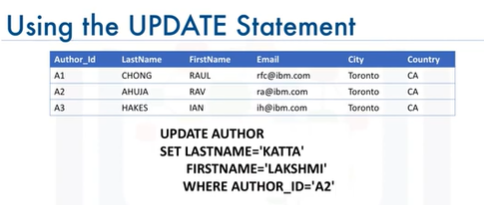 Using the UPDATE Statement
Author_Id LastName FirstName Email City Country
A1 CHONG RAUL rfc@ibm.com Toronto CA
A2 AHUJA RAV ra@ibm.com Toronto CA
A3 HAKES IAN ih@ibm.com Toronto CA
UPDATE AUTHOR
SET LASTNAME='KATTA'
FIRSTNAME='LAKSHMI'
WHERE AUTHOR_ID='A2'